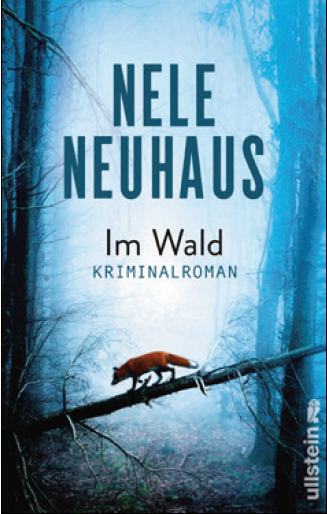 NELE
NEUHAUS
Im Wald
KRIMINALROMAN
ullstein